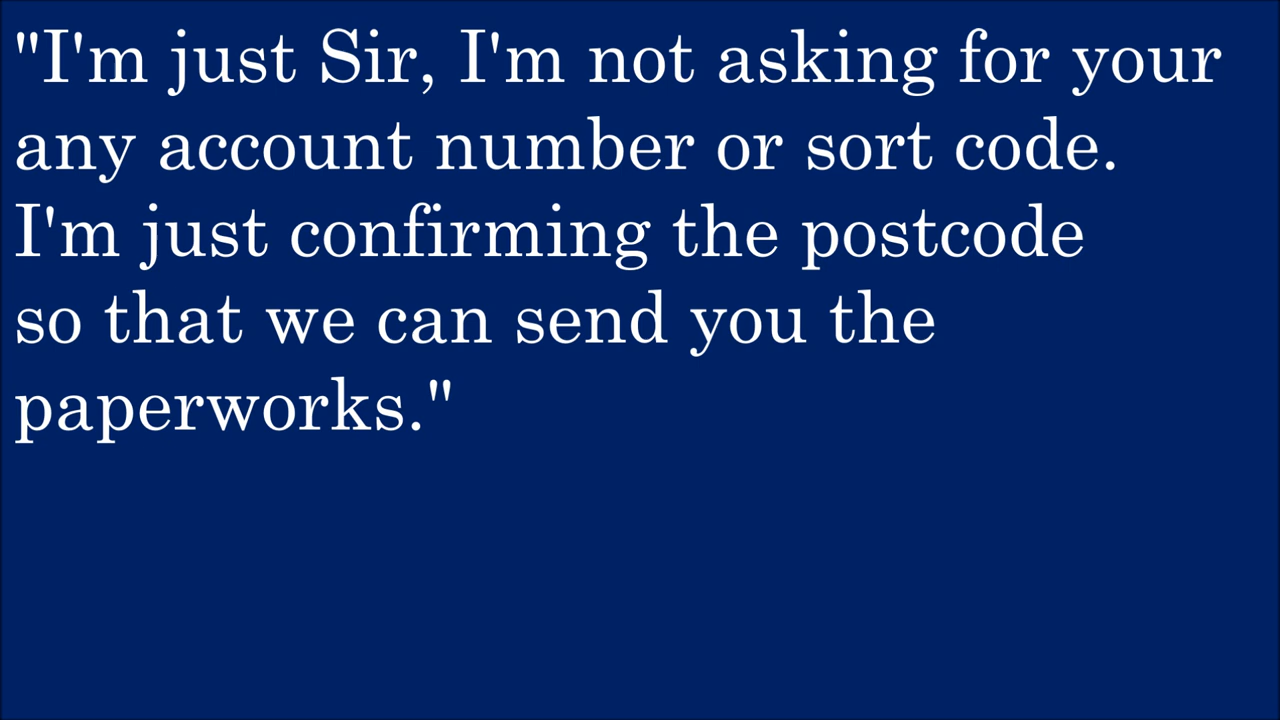 "I'm just Sir, I'm not asking for your
any account number or sort code.
I'm just confirming the postcode
so that we can send you the
paperworks."